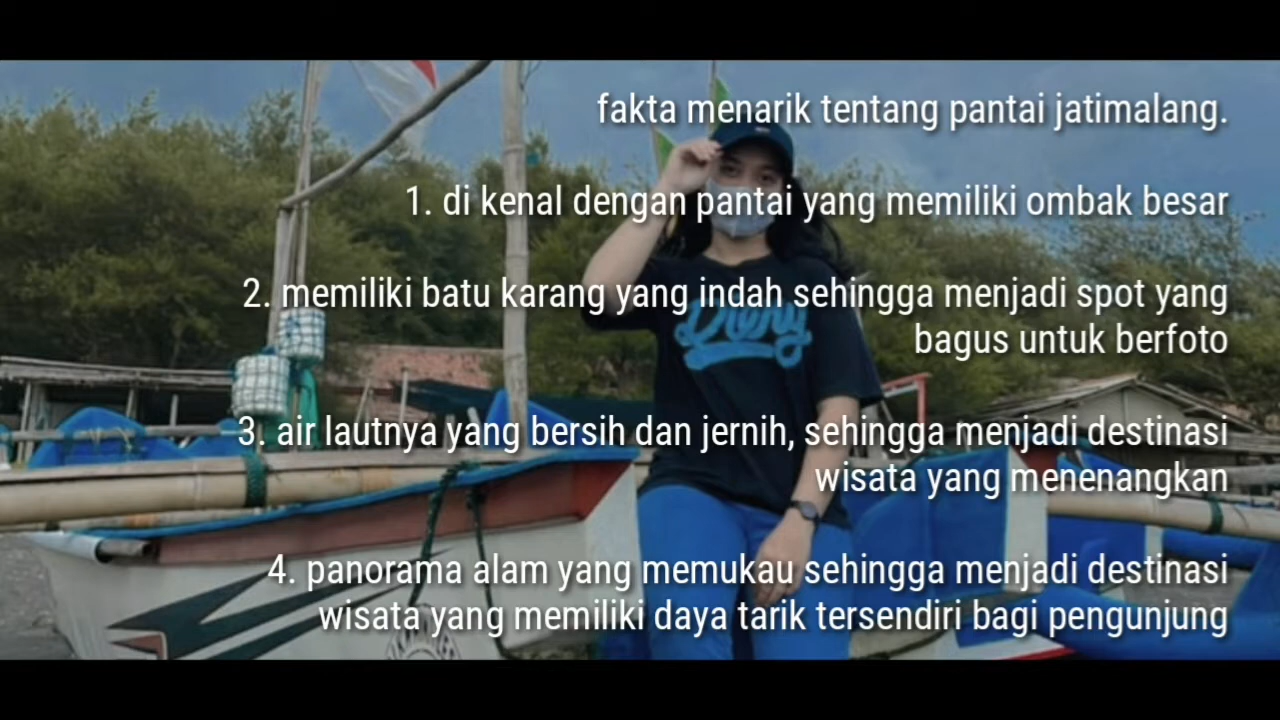 fakta menarik tentang pantai jatimalang.
1. di kenal dengan pantai yang memiliki ombak besar
2. memiliki batu karang yang indah sehingga menjadi spot yang
bagus untuk berfoto
3. air lautnya yang bersih dan jernih, sehingga menjadi destinasi
wisata yang menenangkan
4. panorama alam yang memukau sehingga menjadi destinasi
wisata yang memiliki daya tarik tersendiri bagi pengunjung